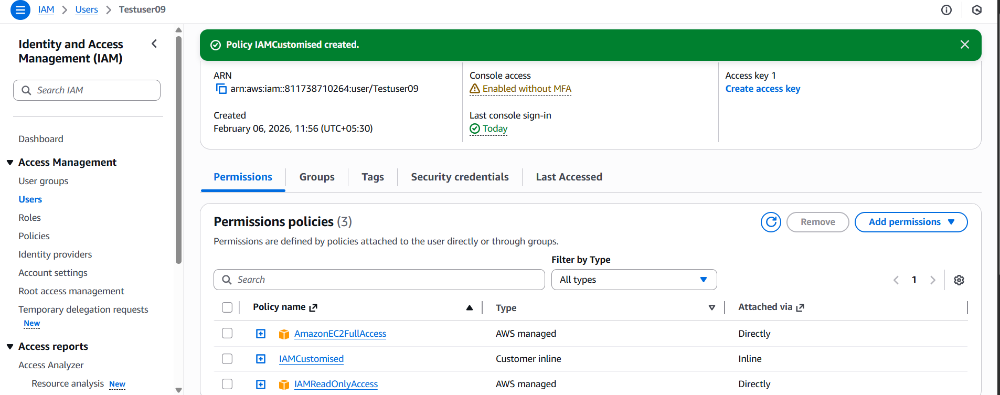 IAM > Users > Testuser09
Identity and Access
Management (IAM)
Search IAM
Dashboard
Access Management
User groups
Users
Roles
Policies
Identity providers
Account settings
Root access management
Temporary delegation requests
New
Access reports
Access Analyzer
Resource analysis New
Policy IAMCustomised created.
ARN
arn:aws:iam::811738710264:user/Testuser09
Created
February 06, 2026, 11:56 (UTC+05:30)
Console access
Enabled without MFA
Last console sign-in
Today
Access key 1
Create access key
Permissions Groups Tags Security credentials Last Accessed
Permissions policies (3)
Remove Add permissions
Permissions are defined by policies attached to the user directly or through groups.
Filter by Type
Search All types 1
Policy name Type Attached via
AmazonEC2FullAccess AWS managed Directly
IAMCustomised Customer inline Inline
IAMReadOnlyAccess AWS managed Directly